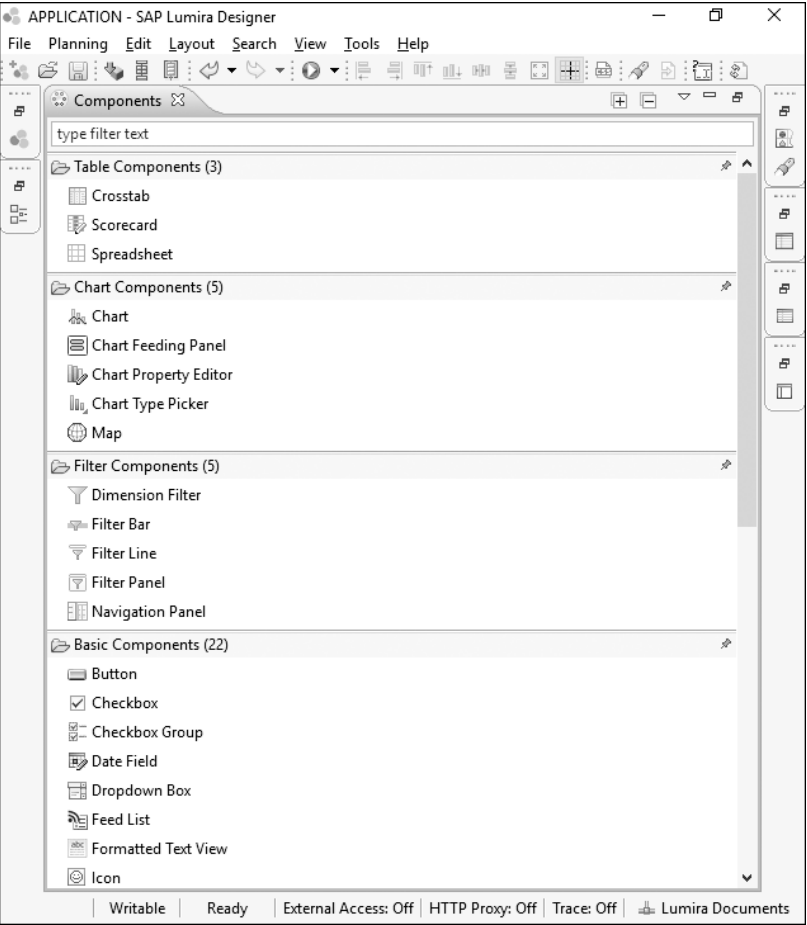 APPLICATION - SAP Lumira Designer
File Planning Edit Layout Search View Tools Help
Components
type filter text
Table Components (3)
Crosstab
Scorecard
Spreadsheet
Chart Components (5)
Chart
Chart Feeding Panel
Chart Property Editor
Chart Type Picker
Map
Filter Components (5)
Dimension Filter
Filter Bar
Filter Line
Filter Panel
Navigation Panel
Basic Components (22)
Button
Checkbox
Checkbox Group
Date Field
Dropdown Box
Feed List
Formatted Text View
Icon
Writable Ready External Access: Off HTTP Proxy: Off Trace: Off Lumira Documents